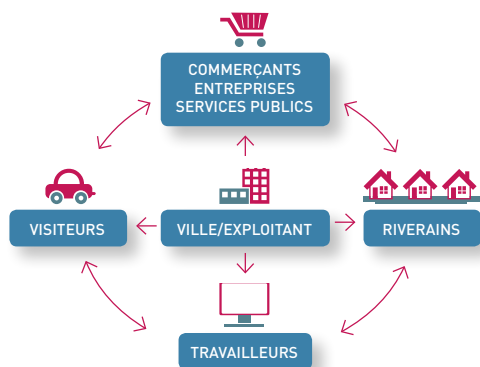 COMMERÇANTS
ENTREPRISES
SERVICES PUBLICS
VISITEURS
VILLE/EXPLOITANT
RIVERAINS
TRAVAILLEURS